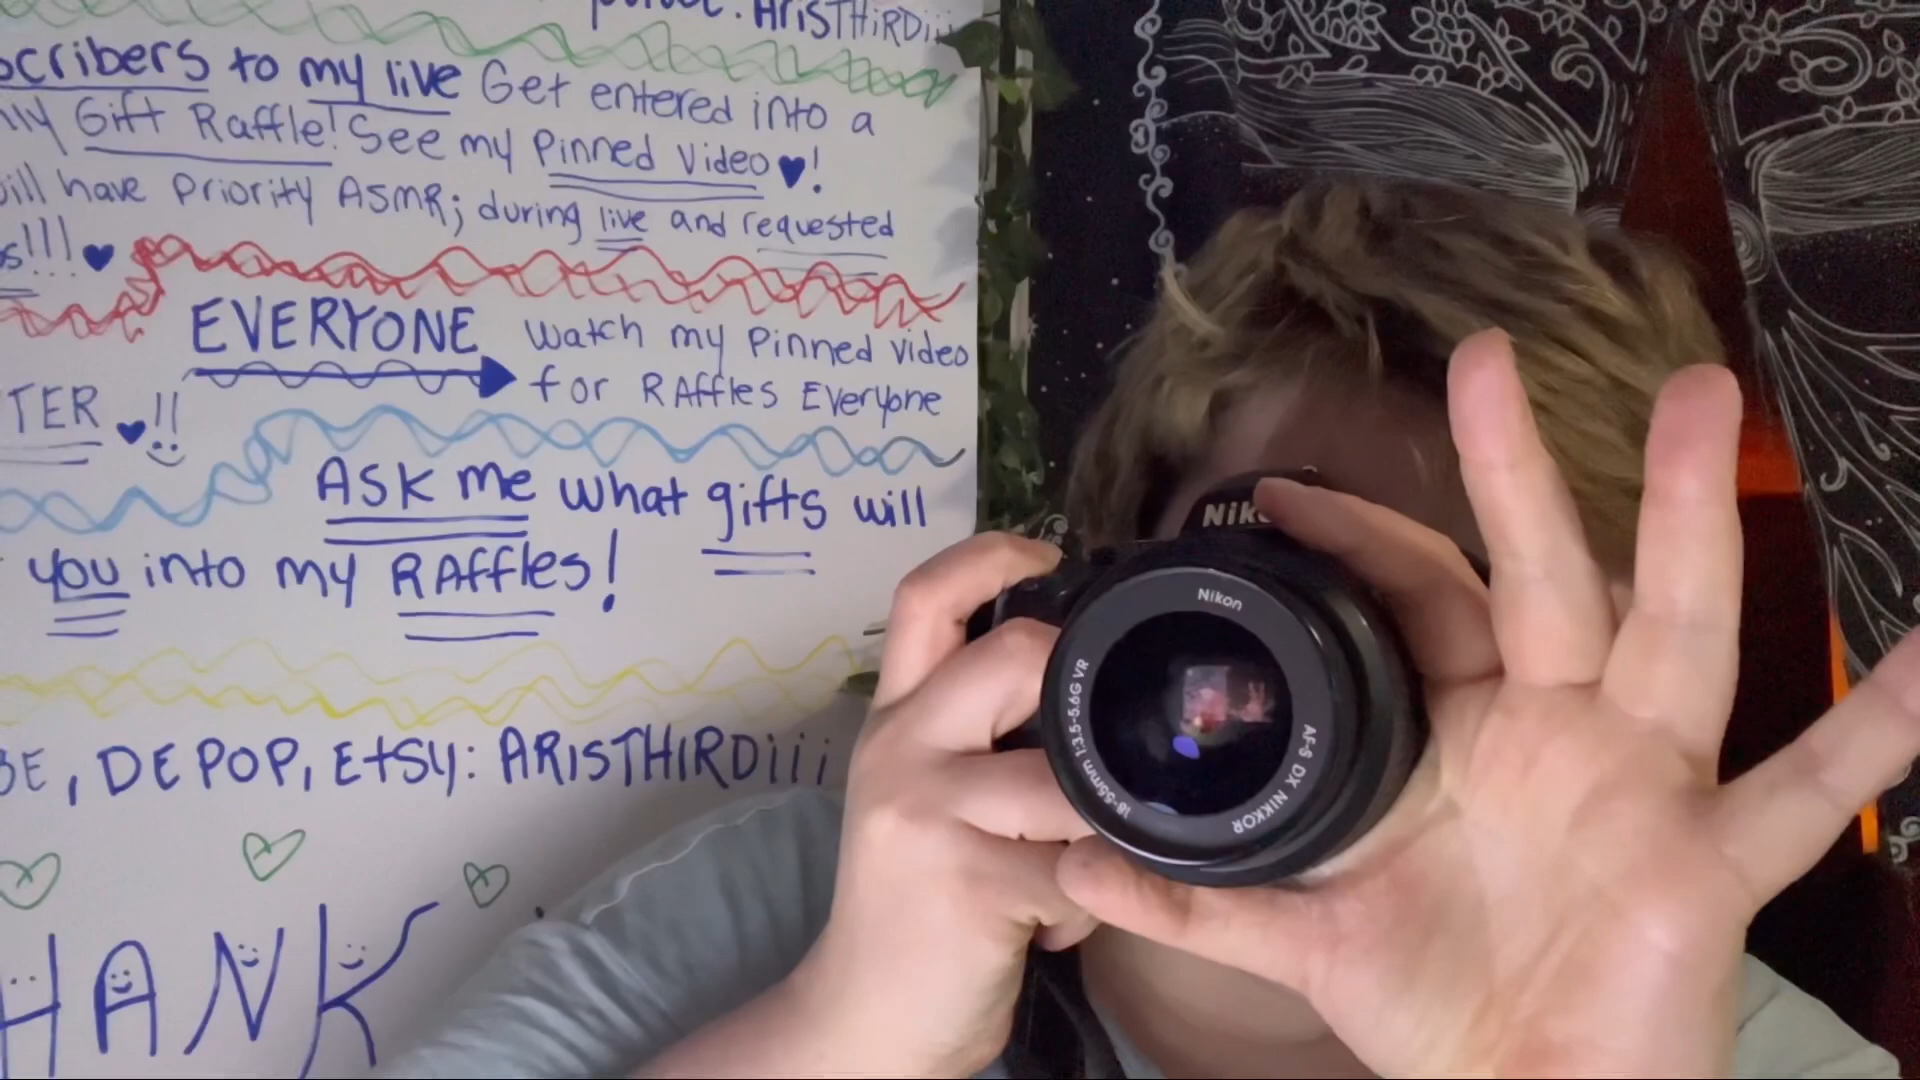 ARISTHIRDiii
scribers to my live Get entered into a
Gift Raffle! See my Pinned Video ♥!
will have Priority ASMR; during live and requested
s!!! ♥
EVERYONE Watch my Pinned video
for RAffles Everyone
TER ♥!!
ASK me what gifts will
you into my RAffles!
BE, DEPOP, EtSy: ARISTHIRDiii
HANK
Nik
Nikon
18-55mm 1:3.5-5.6G VR
AF-S DX NIKKOR